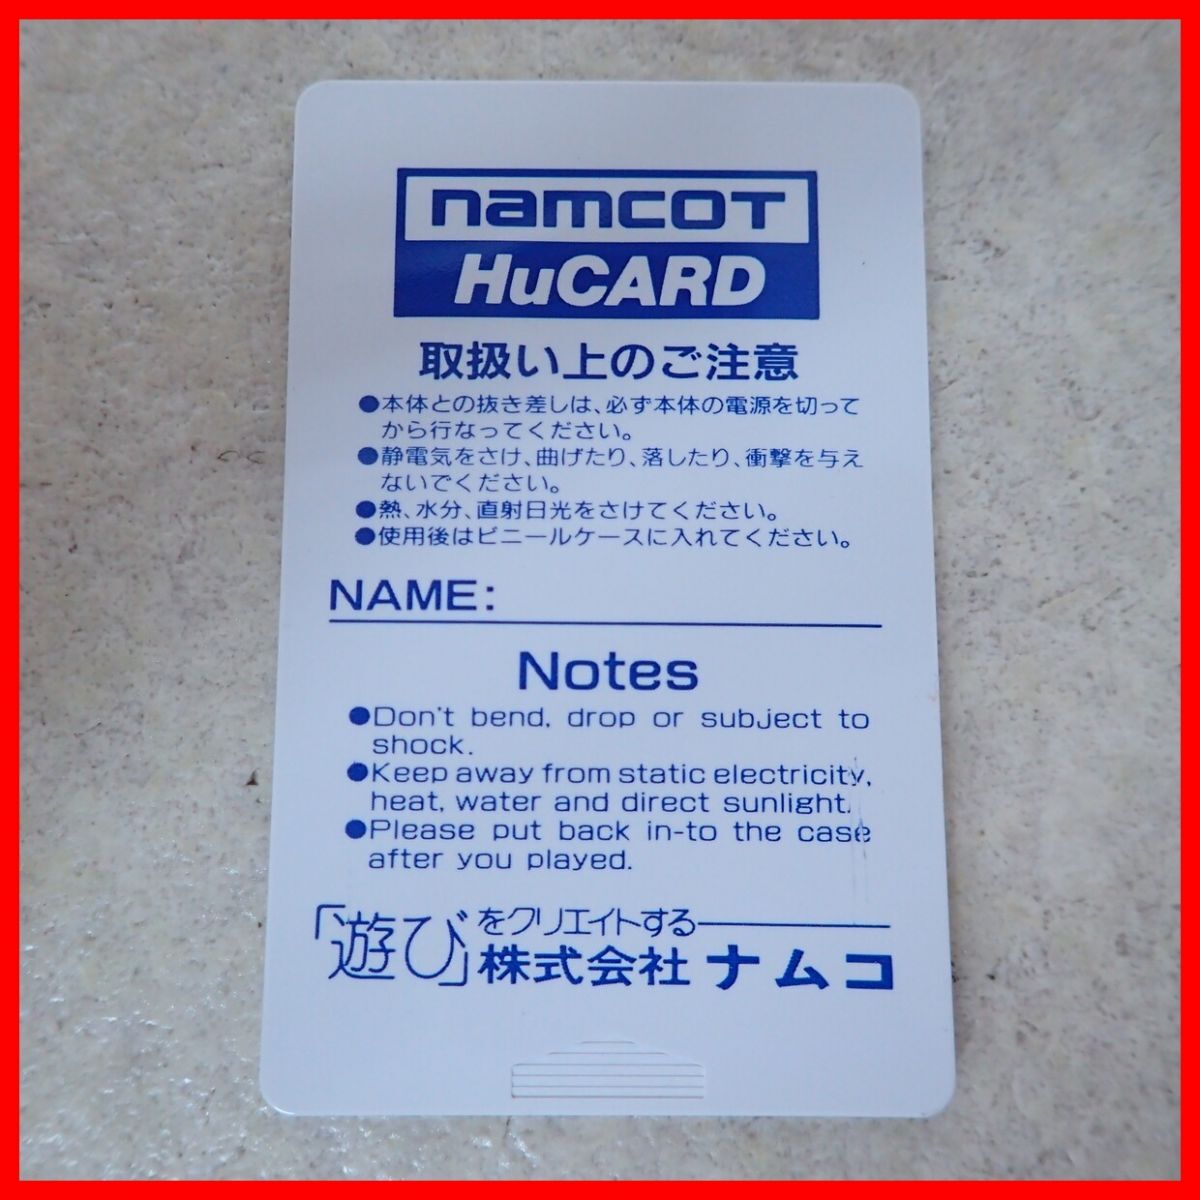 namcoT
HuCARD
取扱い上のご注意
●本体との抜き差しは、必ず本体の電源を切って
から行なってください。
●静電気をさけ、曲げたり、落したり、衝撃を与え
ないでください。
●熱、水分、直射日光をさけてください。
●使用後はビニールケースに入れてください。
NAME:
Notes
●Don't bend, drop or subject to
shock.
●Keep away from static electricity,
heat, water and direct sunlight.
●Please put back in-to the case
after you played.
「遊び」をクリエイトする
株式会社ナムコ